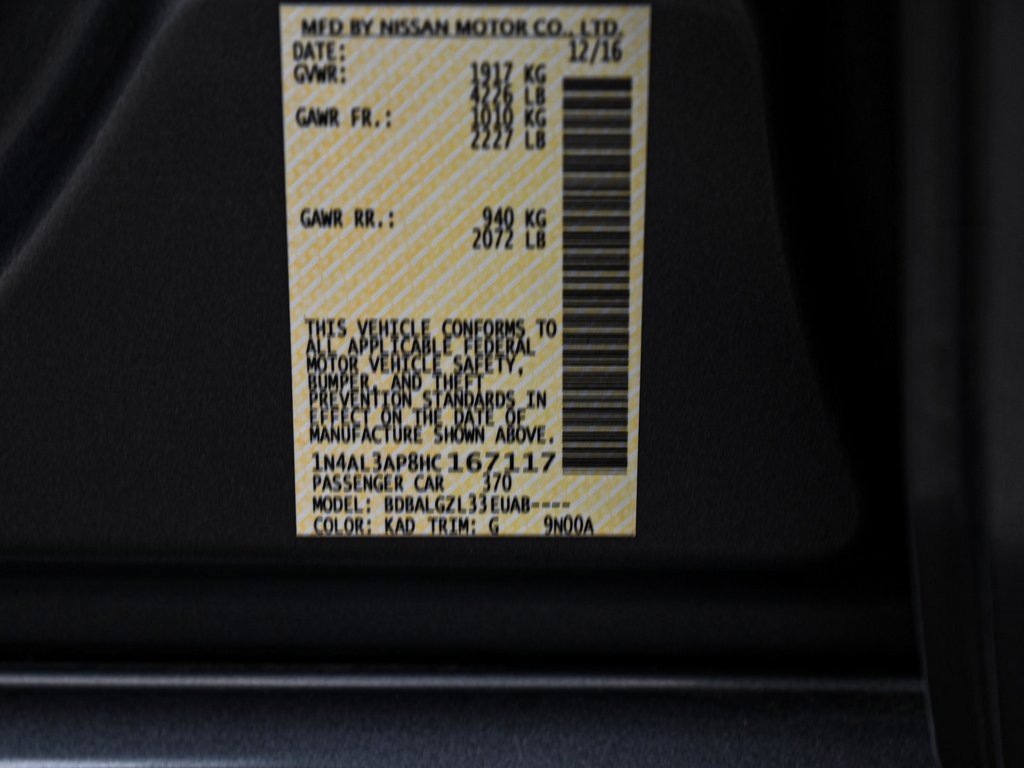 MFD BY NISSAN MOTOR CO., LTD.
DATE: 12/16
GVWR: 1917 KG
4226 LB
GAWR FR.: 1010 KG
2227 LB
GAWR RR.: 940 KG
2072 LB
THIS VEHICLE CONFORMS TO
ALL APPLICABLE FEDERAL
MOTOR VEHICLE SAFETY,
BUMPER, AND THEFT
PREVENTION STANDARDS IN
EFFECT ON THE DATE OF
MANUFACTURE SHOWN ABOVE.
1N4AL3AP8HC167117
PASSENGER CAR 370
MODEL: BDBALGZL33EUAB----
COLOR: KAD TRIM: G 9N00A